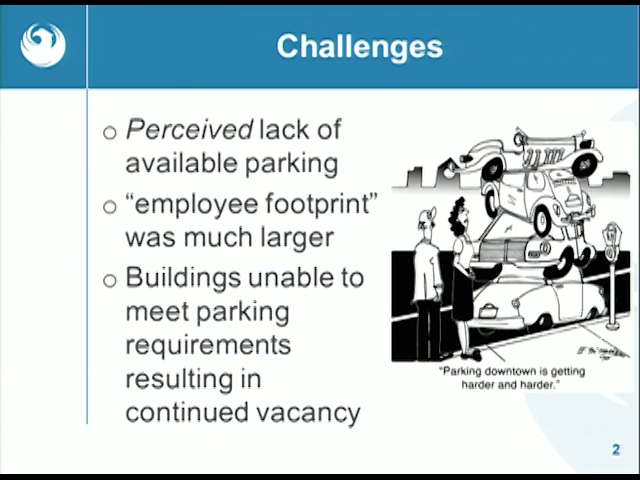 Challenges
o Perceived lack of
available parking
o “employee footprint”
was much larger
o Buildings unable to
meet parking
requirements
resulting in
continued vacancy
“Parking downtown is getting
harder and harder.”
2